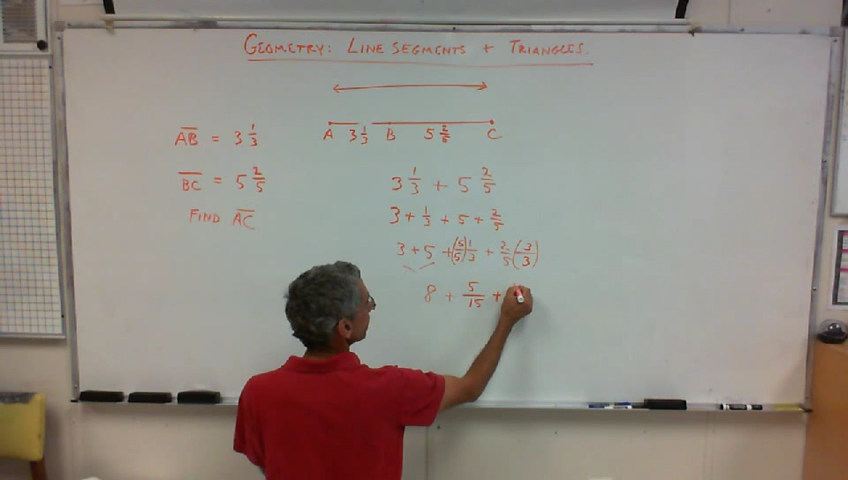 GEOMETRY: LINE SEGMENTS + TRIANGLES.
A 3 1/3 B 5 2/5 C
AB = 3 1/3
BC = 5 2/5
FIND AC
3 1/3 + 5 2/5
3 + 1/3 + 5 + 2/5
3 + 5 + (5/5) 1/3 + 2/5 (3/3)
8 + 5/15 +